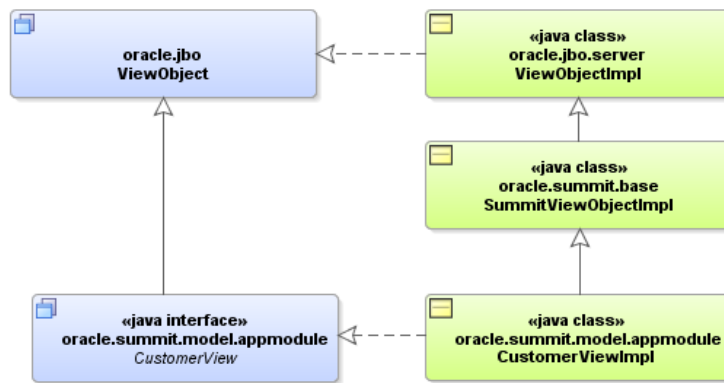 oracle.jbo
ViewObject
«java class»
oracle.jbo.server
ViewObjectImpl
«java class»
oracle.summit.base
SummitViewObjectImpl
«java interface»
oracle.summit.model.appmodule
CustomerView
«java class»
oracle.summit.model.appmodule
CustomerViewImpl